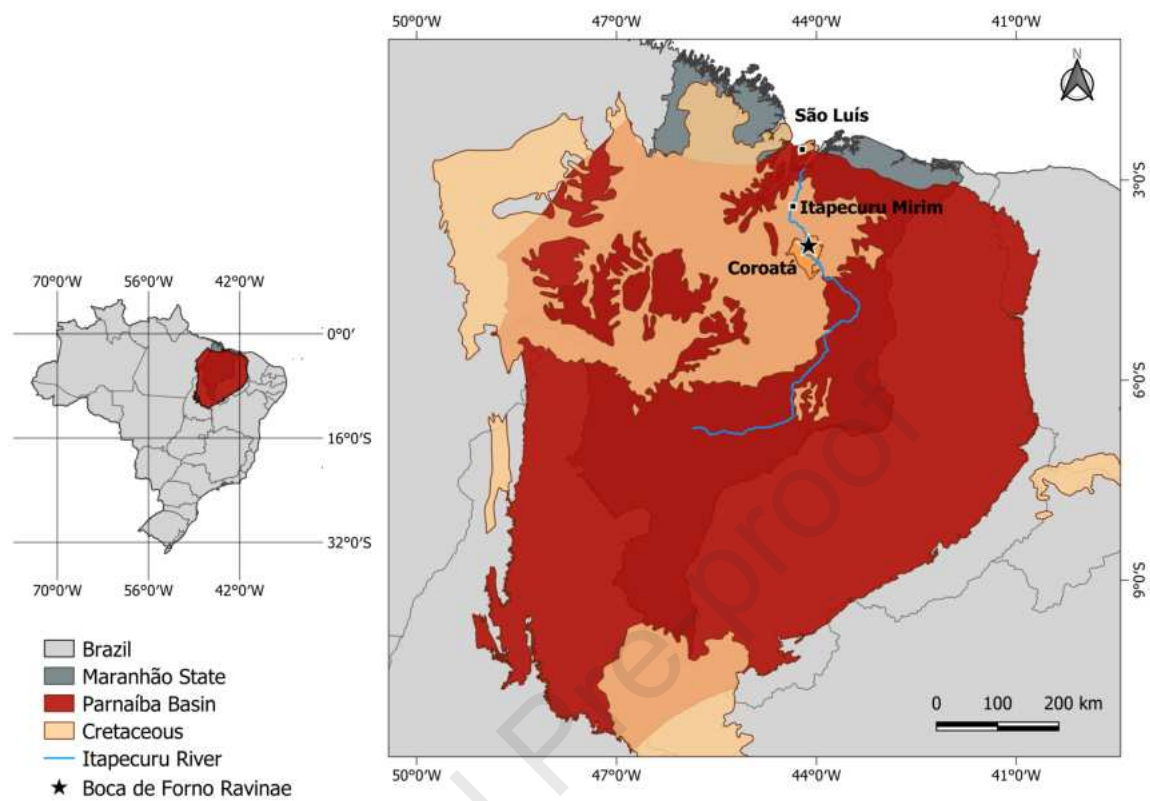 50°0'W 47°0'W 44°0'W 41°0'W
N
São Luís
3°0'S
Itapecuru Mirim
Coroatá
70°0'W 56°0'W 42°0'W
0°0'
6°0'S
16°0'S
32°0'S
70°0'W 56°0'W 42°0'W
9°0'S
Brazil
Maranhão State
Parnaíba Basin
Cretaceous
Itapecuru River
Boca de Forno Ravinae
0 100 200 km
50°0'W 47°0'W 44°0'W 41°0'W
Pre-proof